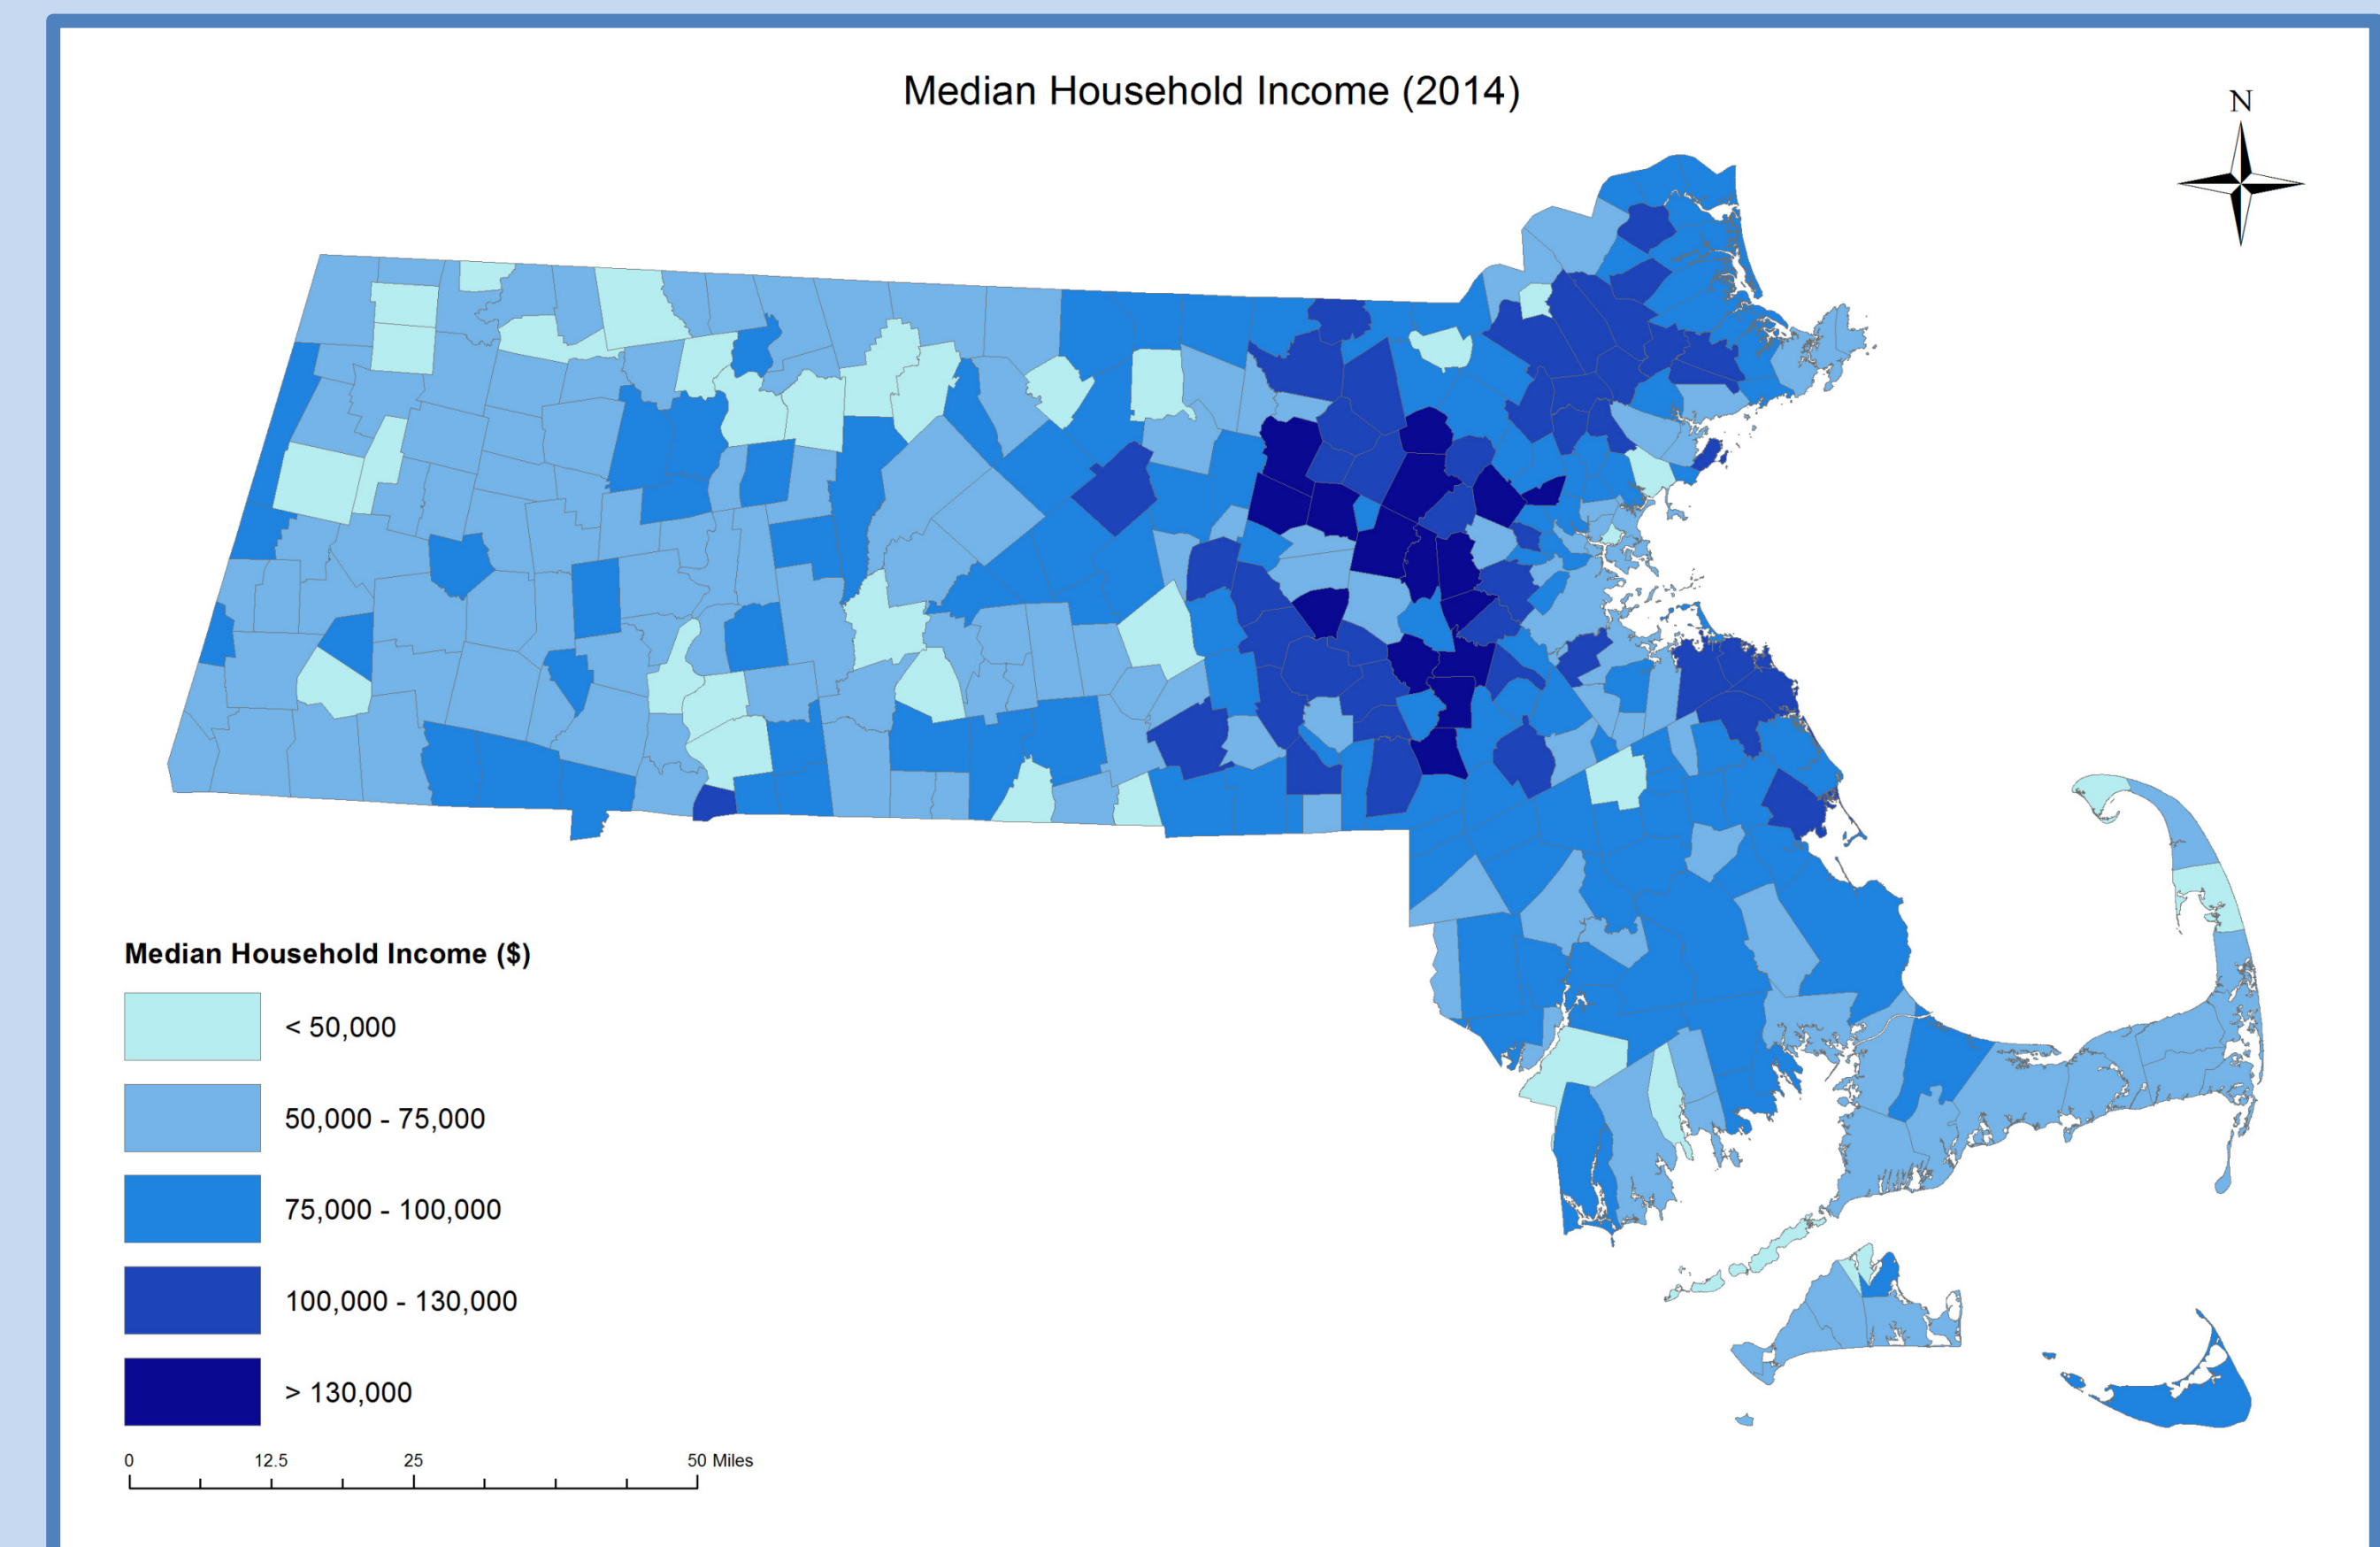 Median Household Income (2014)
N
Median Household Income ($)
< 50,000
50,000 - 75,000
75,000 - 100,000
100,000 - 130,000
> 130,000
0 12.5 25 50 Miles